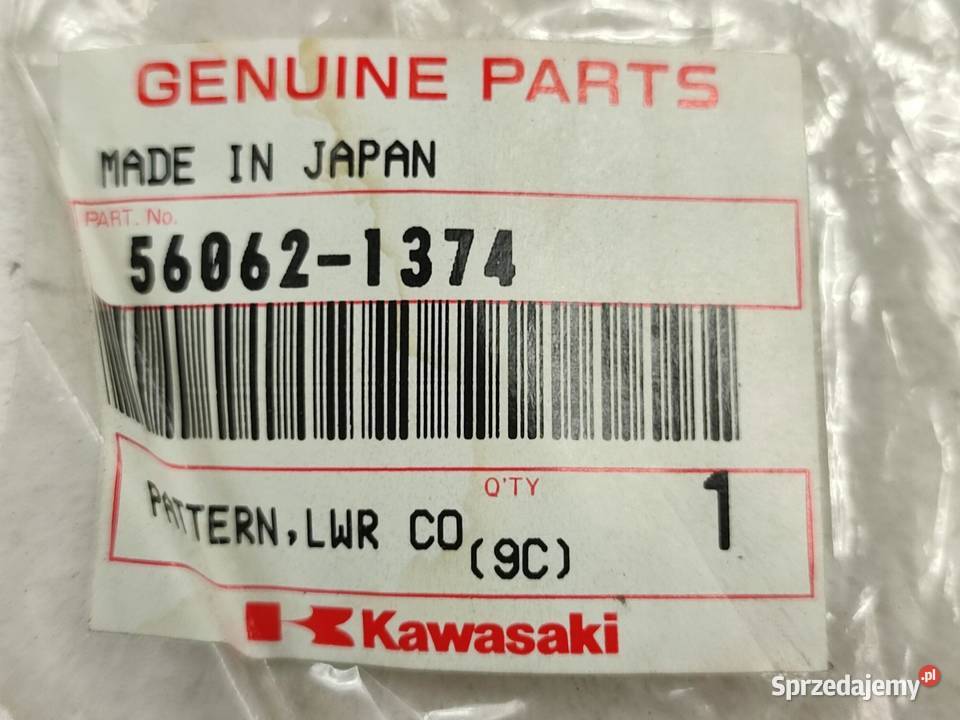 GENUINE PARTS
MADE IN JAPAN
PART. No.
56062-1374
Q'TY
PATTERN,LWR CO
(9C)
1
Kawasaki
Sprzedajemy.pl